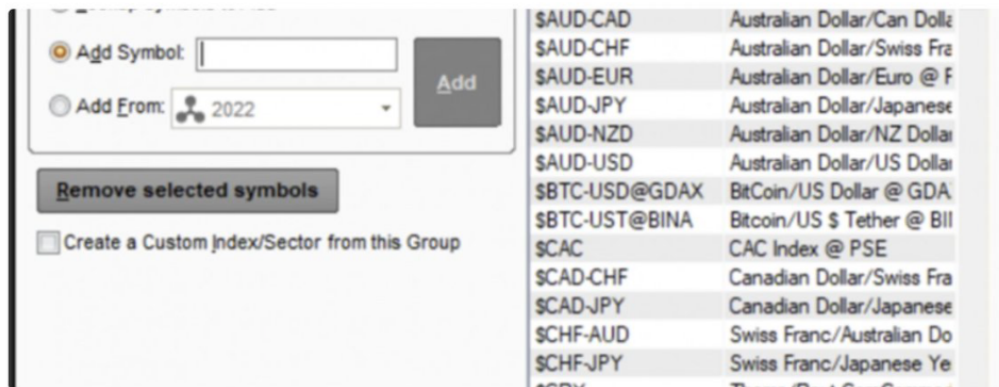 Add Symbol:
Add
Add From: 2022
Remove selected symbols
Create a Custom Index/Sector from this Group
$AUD-CAD Australian Dollar/Can Dolla
$AUD-CHF Australian Dollar/Swiss Fra
$AUD-EUR Australian Dollar/Euro @ F
$AUD-JPY Australian Dollar/Japanese
$AUD-NZD Australian Dollar/NZ Dollar
$AUD-USD Australian Dollar/US Dollar
$BTC-USD@GDAX BitCoin/US Dollar @ GDA
$BTC-UST@BINA Bitcoin/US $ Tether @ BI
$CAC CAC Index @ PSE
$CAD-CHF Canadian Dollar/Swiss Fra
$CAD-JPY Canadian Dollar/Japanese
$CHF-AUD Swiss Franc/Australian Do
$CHF-JPY Swiss Franc/Japanese Ye